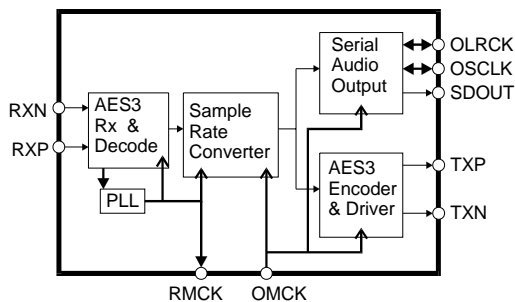 RXN
RXP
AES3
Rx &
Decode
PLL
Sample
Rate
Converter
Serial
Audio
Output
AES3
Encoder
& Driver
OLRCK
OSCLK
SDOUT
TXP
TXN
RMCK
OMCK